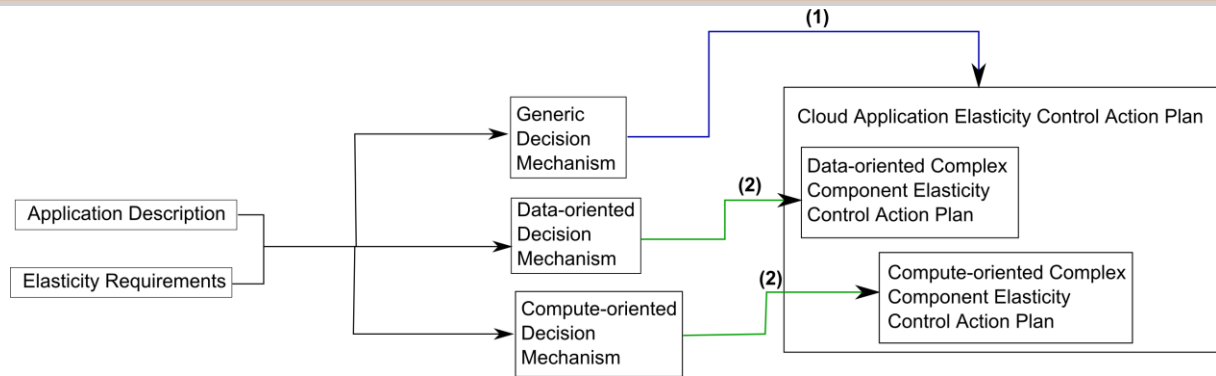 (1)
Generic
Decision
Mechanism
Cloud Application Elasticity Control Action Plan
Application Description
Elasticity Requirements
Data-oriented
Decision
Mechanism
(2)
Data-oriented Complex
Component Elasticity
Control Action Plan
Compute-oriented
Decision
Mechanism
(2)
Compute-oriented Complex
Component Elasticity
Control Action Plan